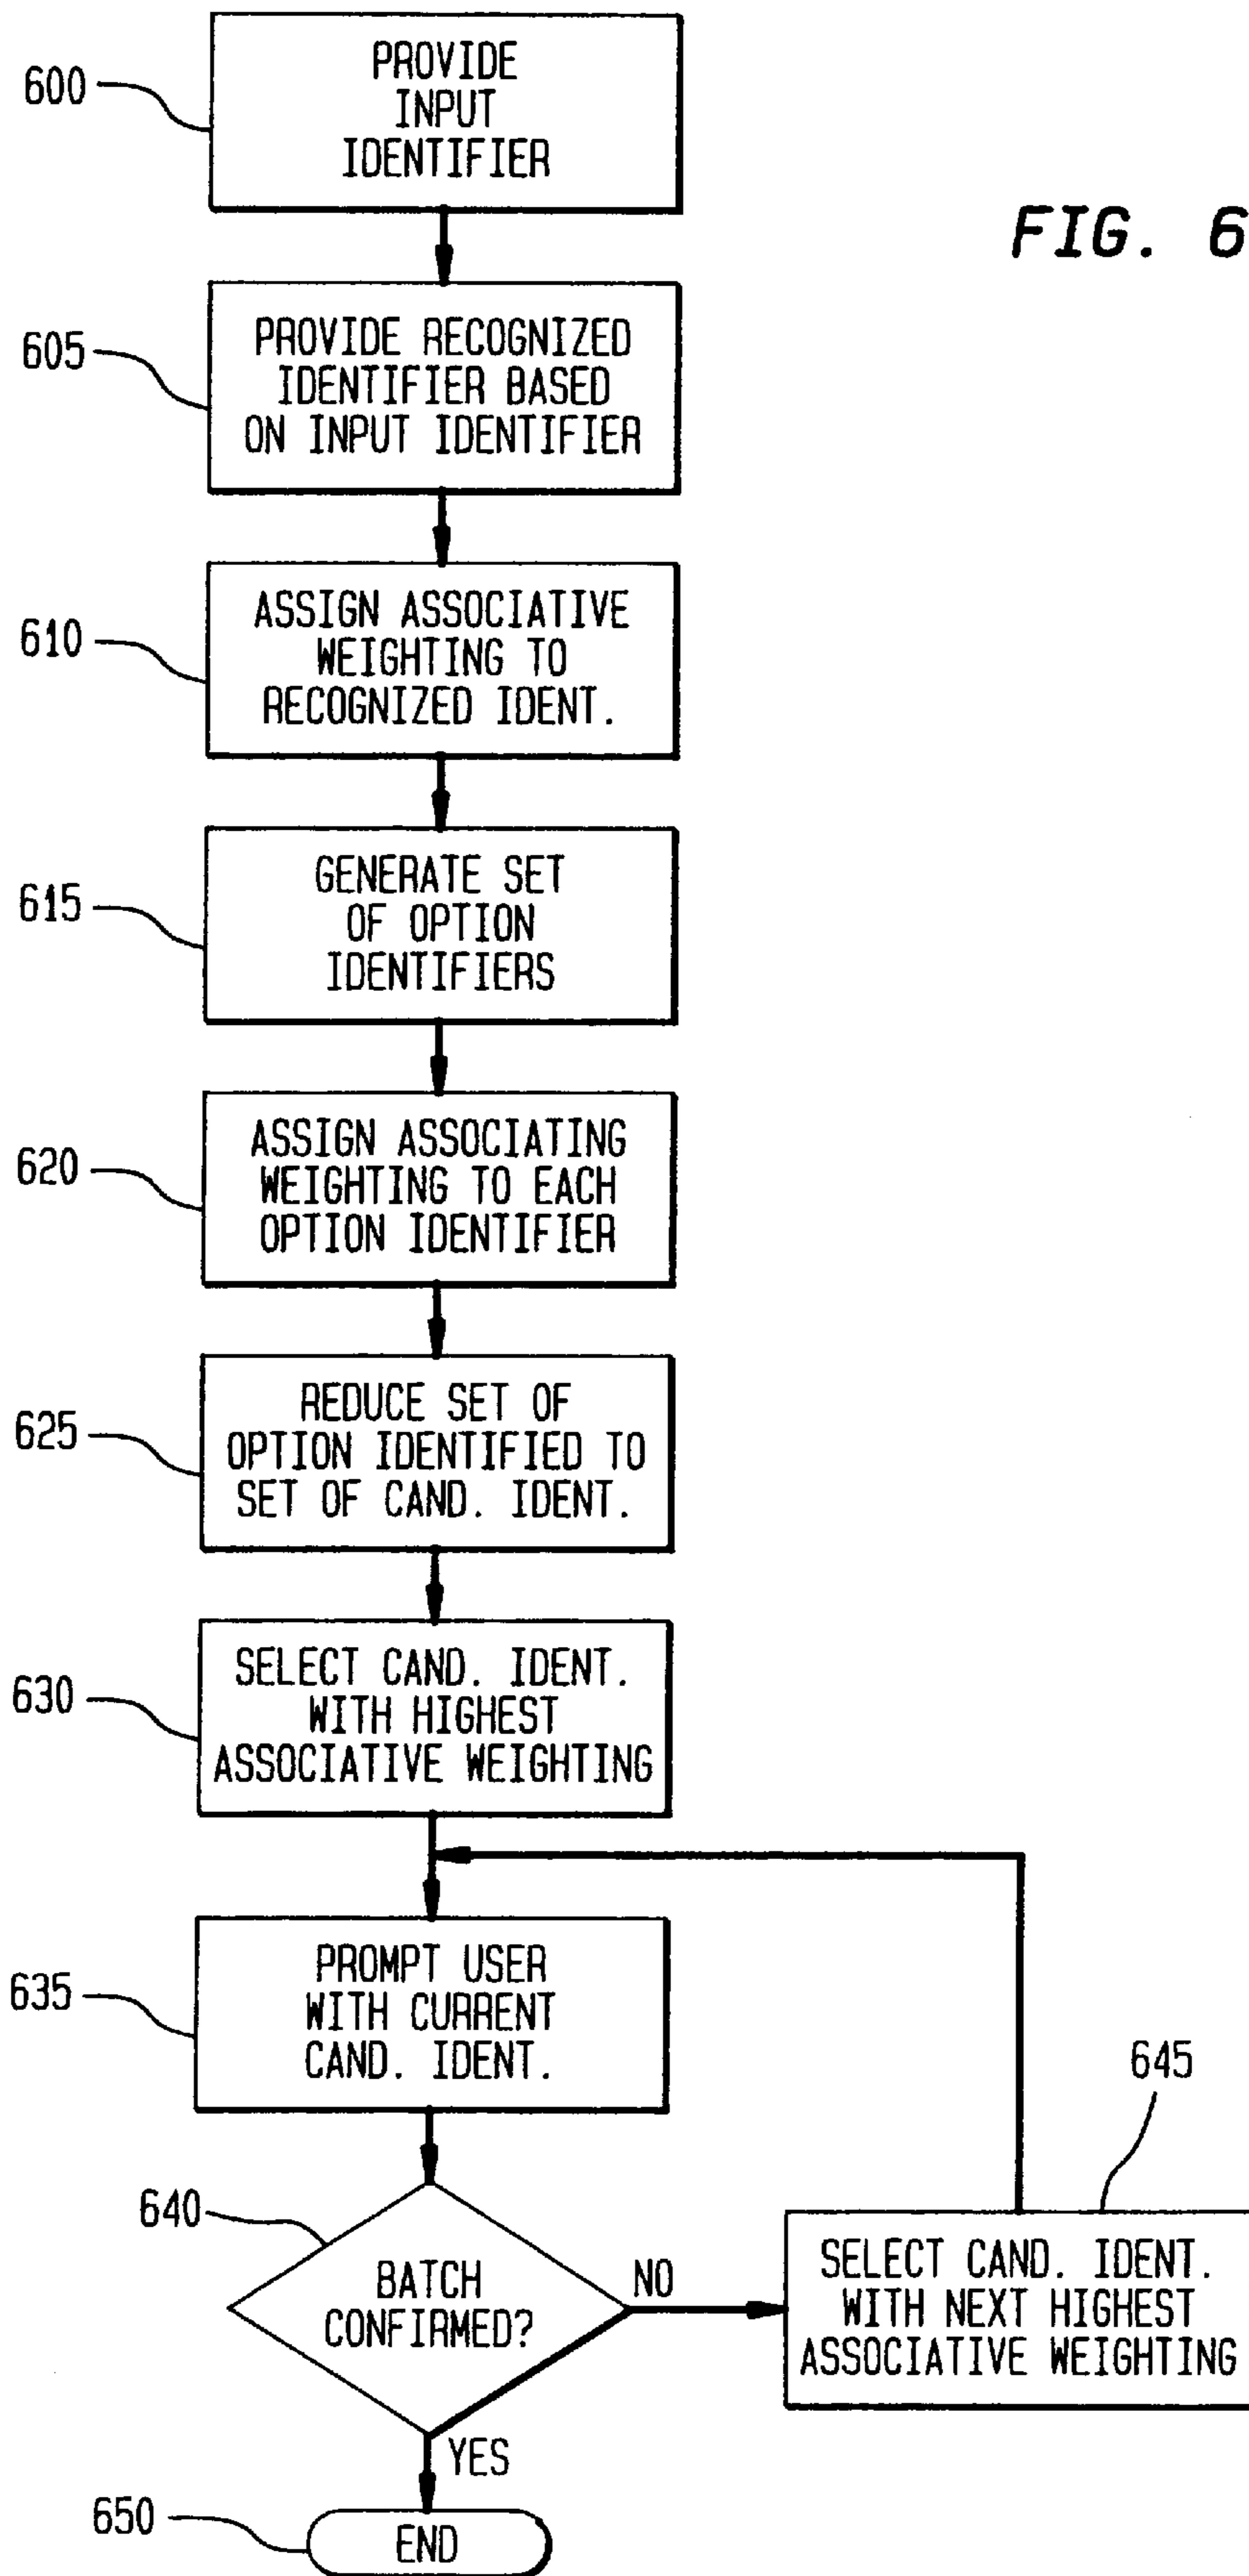 600
PROVIDE
INPUT
IDENTIFIER
FIG. 6
605
PROVIDE RECOGNIZED
IDENTIFIER BASED
ON INPUT IDENTIFIER
610
ASSIGN ASSOCIATIVE
WEIGHTING TO
RECOGNIZED IDENT.
615
GENERATE SET
OF OPTION
IDENTIFIERS
620
ASSIGN ASSOCIATING
WEIGHTING TO EACH
OPTION IDENTIFIER
625
REDUCE SET OF
OPTION IDENTIFIED TO
SET OF CAND. IDENT.
630
SELECT CAND. IDENT.
WITH HIGHEST
ASSOCIATIVE WEIGHTING
635
PROMPT USER
WITH CURRENT
CAND. IDENT.
640
BATCH
CONFIRMED?
NO
645
SELECT CAND. IDENT.
WITH NEXT HIGHEST
ASSOCIATIVE WEIGHTING
YES
650
END